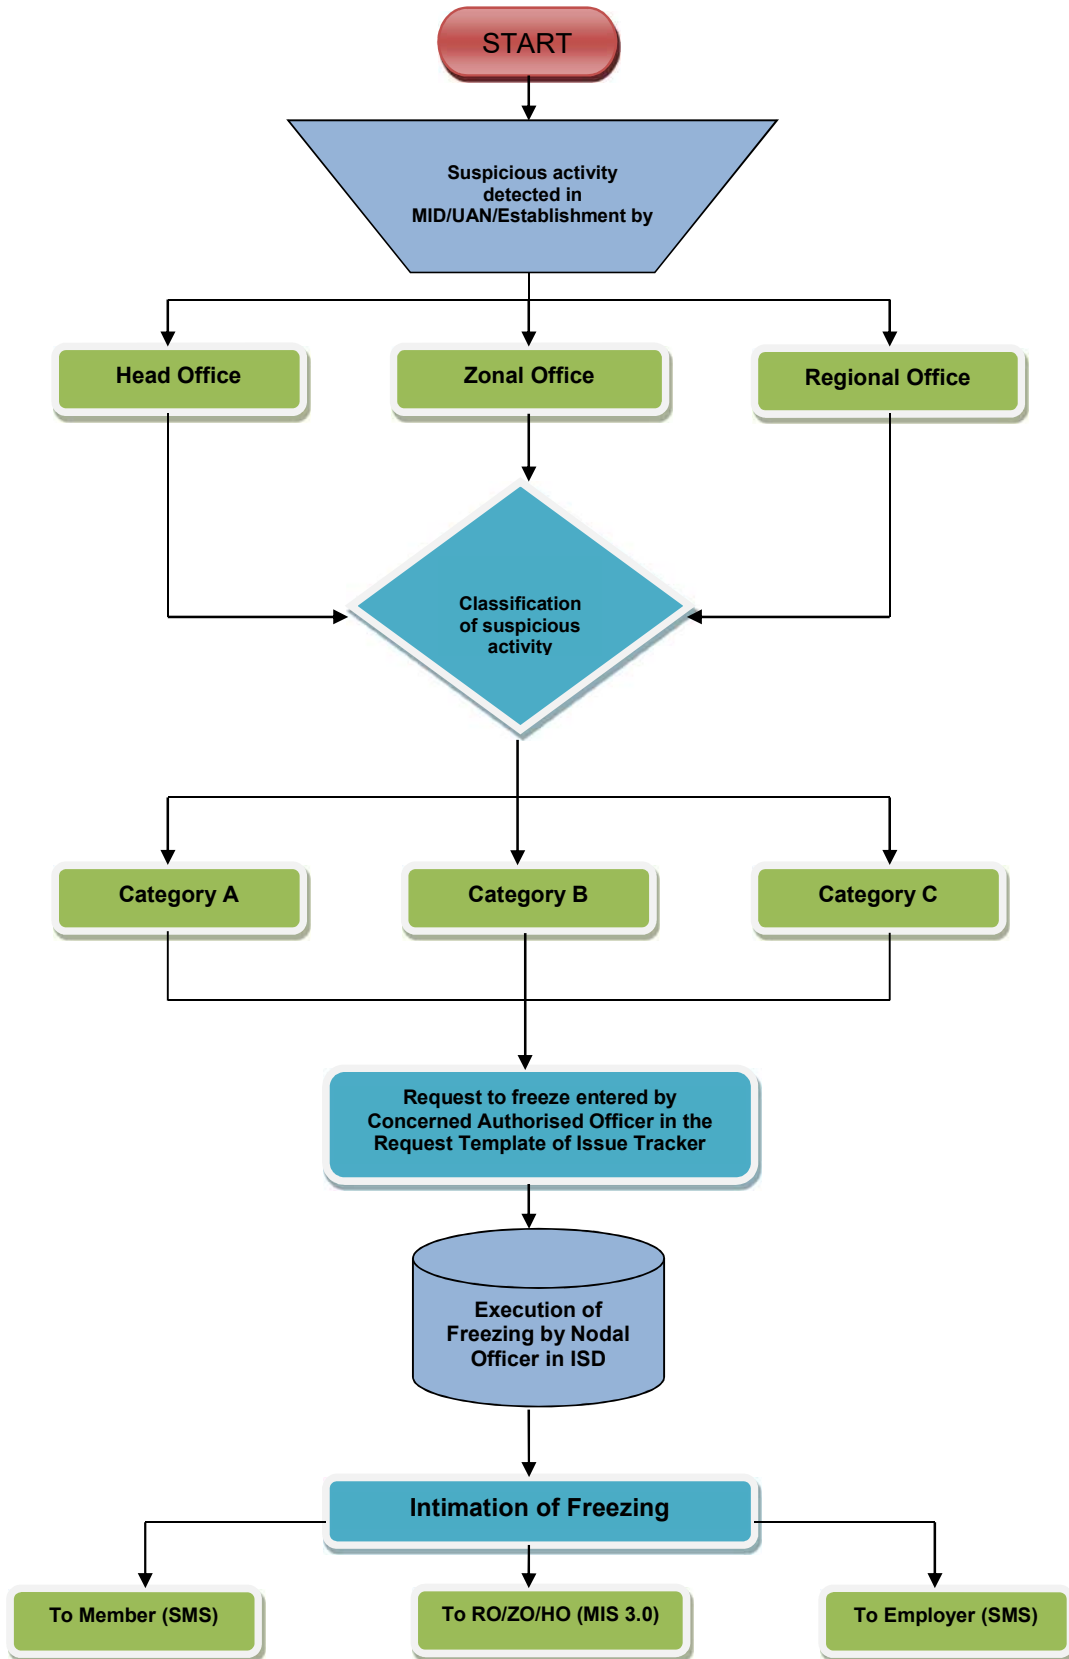 START
Suspicious activity
detected in
MID/UAN/Establishment by
Head Office
Zonal Office
Regional Office
Classification
of suspicious
activity
Category A
Category B
Category C
Request to freeze entered by
Concerned Authorised Officer in the
Request Template of Issue Tracker
Execution of
Freezing by Nodal
Officer in ISD
Intimation of Freezing
To Member (SMS)
To RO/ZO/HO (MIS 3.0)
To Employer (SMS)